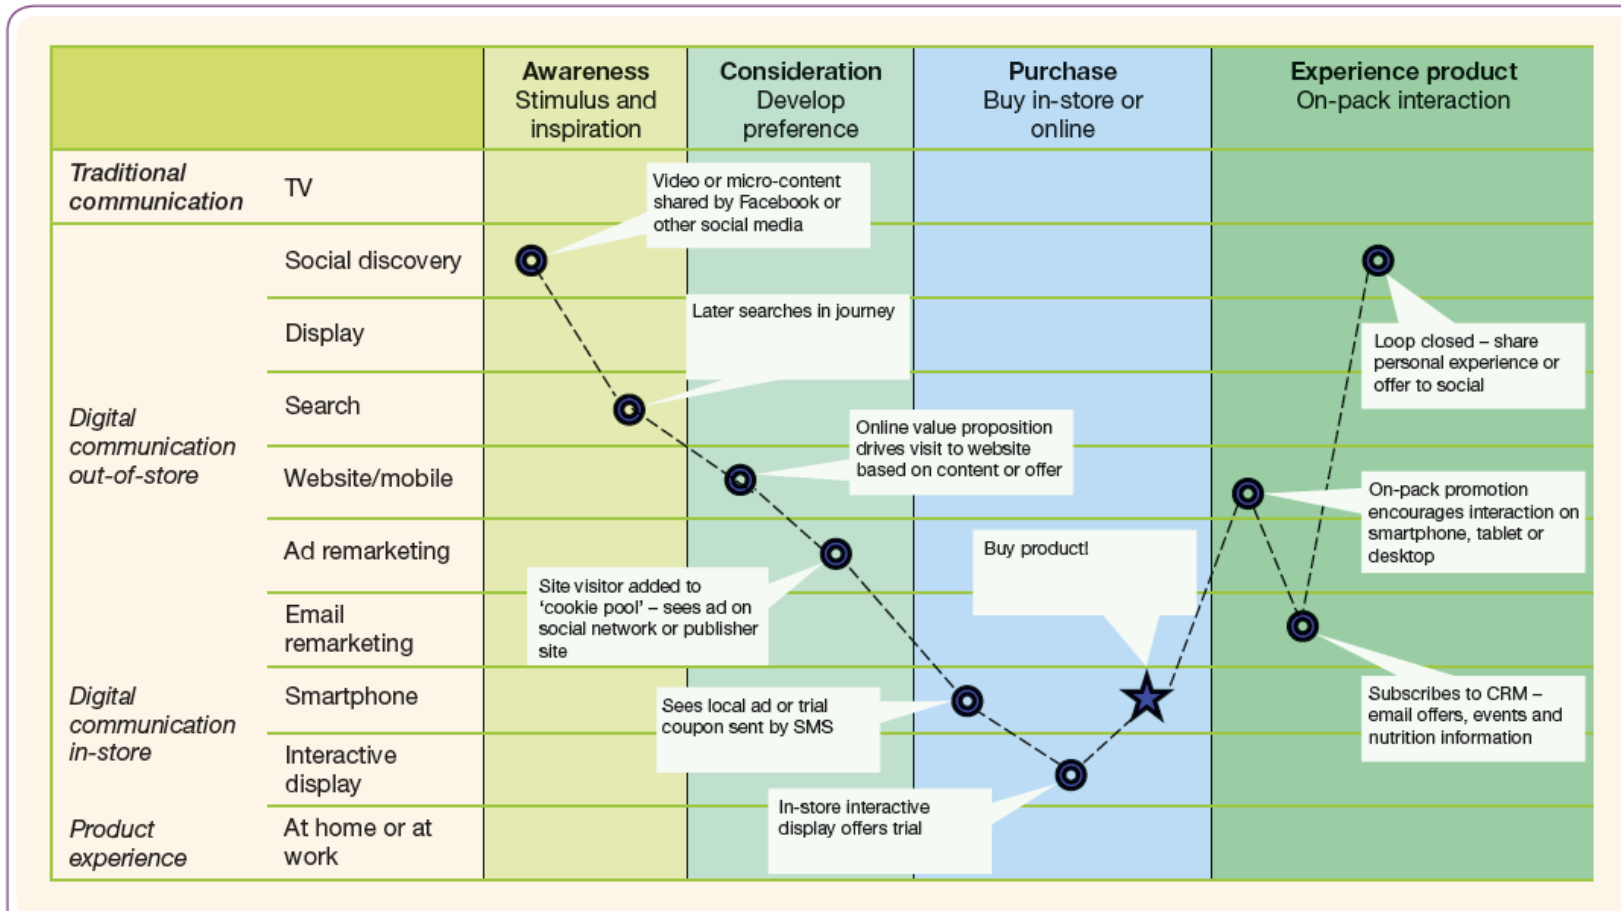 Awareness
Stimulus and
inspiration
Consideration
Develop
preference
Purchase
Buy in-store or
online
Experience product
On-pack interaction
Traditional
communication
TV
Video or micro-content
shared by Facebook or
other social media
Digital
communication
out-of-store
Social discovery
Display
Later searches in journey
Loop closed – share
personal experience or
offer to social
Search
Website/mobile
Online value proposition
drives visit to website
based on content or offer
On-pack promotion
encourages interaction on
smartphone, tablet or
desktop
Ad remarketing
Buy product!
Site visitor added to
‘cookie pool’ – sees ad on
social network or publisher
site
Email
remarketing
Digital
communication
in-store
Smartphone
Sees local ad or trial
coupon sent by SMS
Subscribes to CRM –
email offers, events and
nutrition information
Interactive
display
In-store interactive
display offers trial
Product
experience
At home or at
work